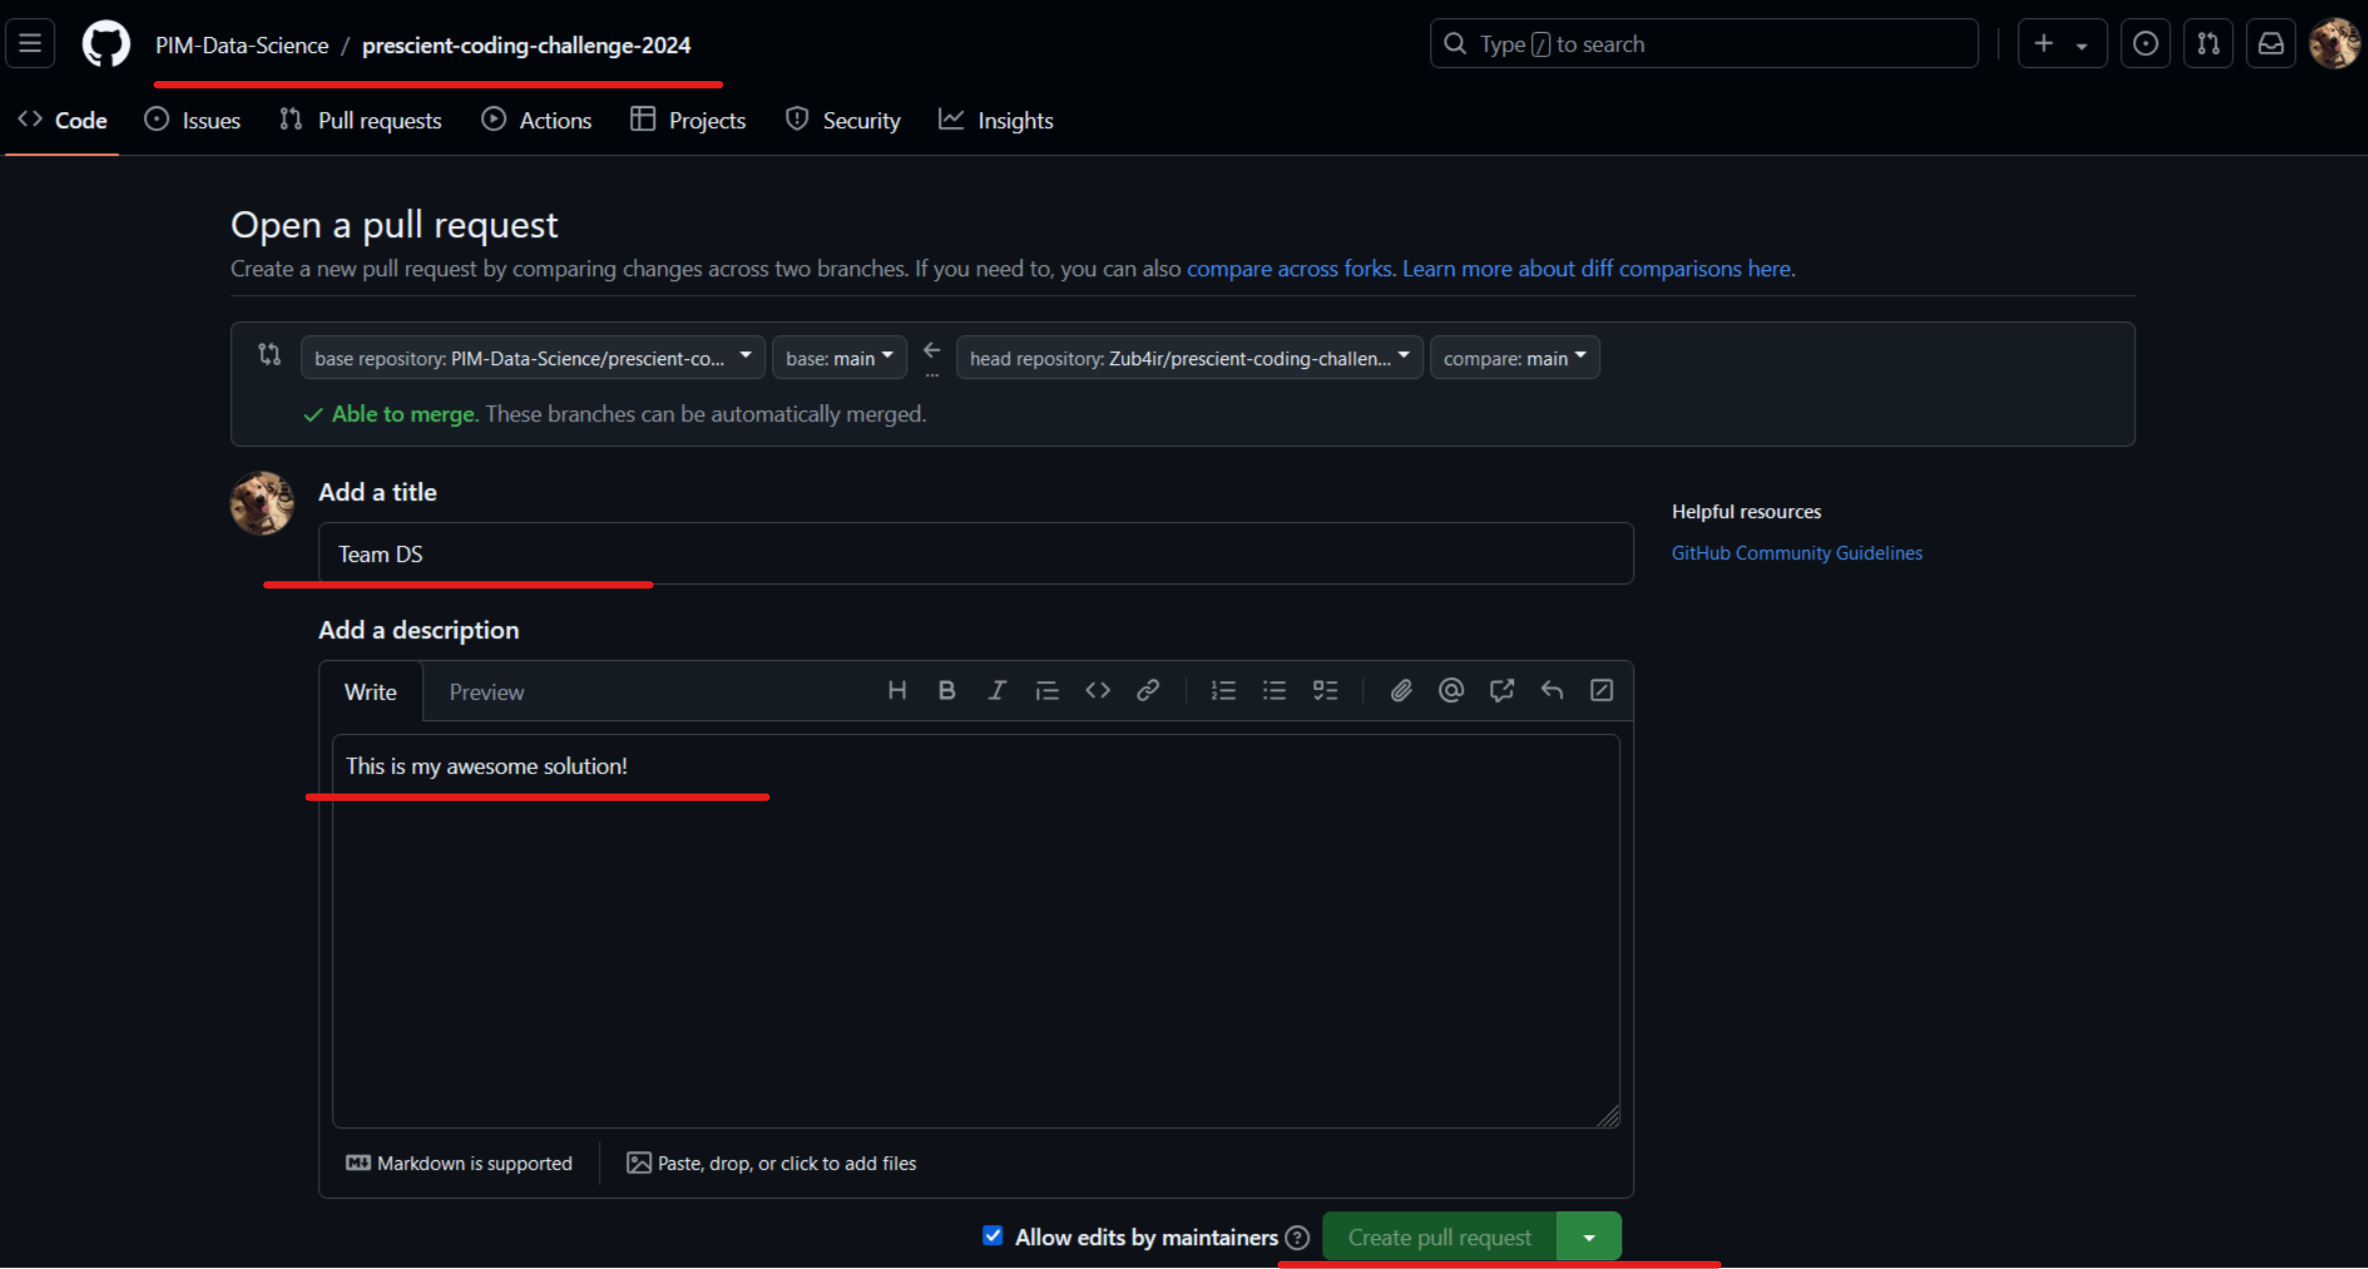 PIM-Data-Science / prescient-coding-challenge-2024
Type / to search
Code Issues Pull requests Actions Projects Security Insights
Open a pull request
Create a new pull request by comparing changes across two branches. If you need to, you can also compare across forks. Learn more about diff comparisons here.
base repository: PIM-Data-Science/prescient-co... base: main ← head repository: Zub4ir/prescient-coding-challen... compare: main
...
Able to merge. These branches can be automatically merged.
Add a title
Helpful resources
Team DS
GitHub Community Guidelines
Add a description
Write Preview
This is my awesome solution!
Markdown is supported Paste, drop, or click to add files
Allow edits by maintainers Create pull request